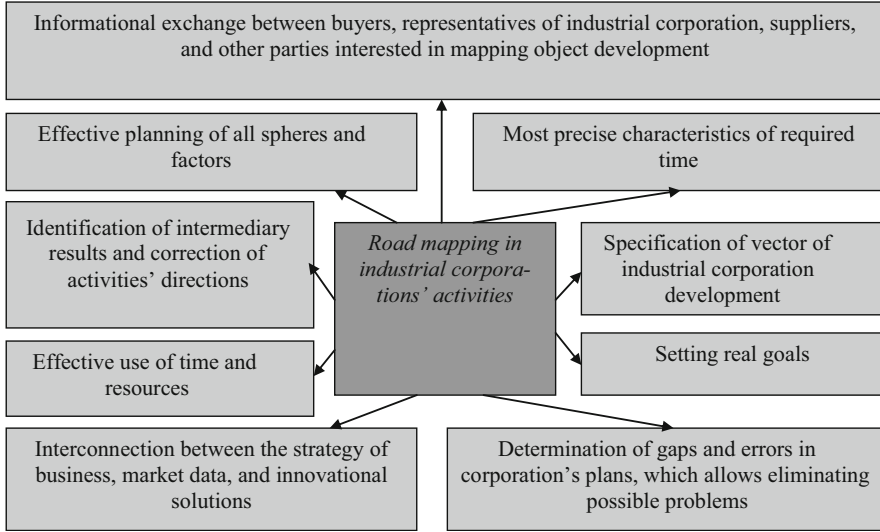 Informational exchange between buyers, representatives of industrial corporation, suppliers,
and other parties interested in mapping object development
Effective planning of all spheres and
factors
Most precise characteristics of required
time
Identification of intermediary
results and correction of
activities’ directions
Road mapping in
industrial corpora-
tions’ activities
Specification of vector of
industrial corporation
development
Effective use of time and
resources
Setting real goals
Interconnection between the strategy of
business, market data, and innovational
solutions
Determination of gaps and errors in
corporation’s plans, which allows eliminating
possible problems